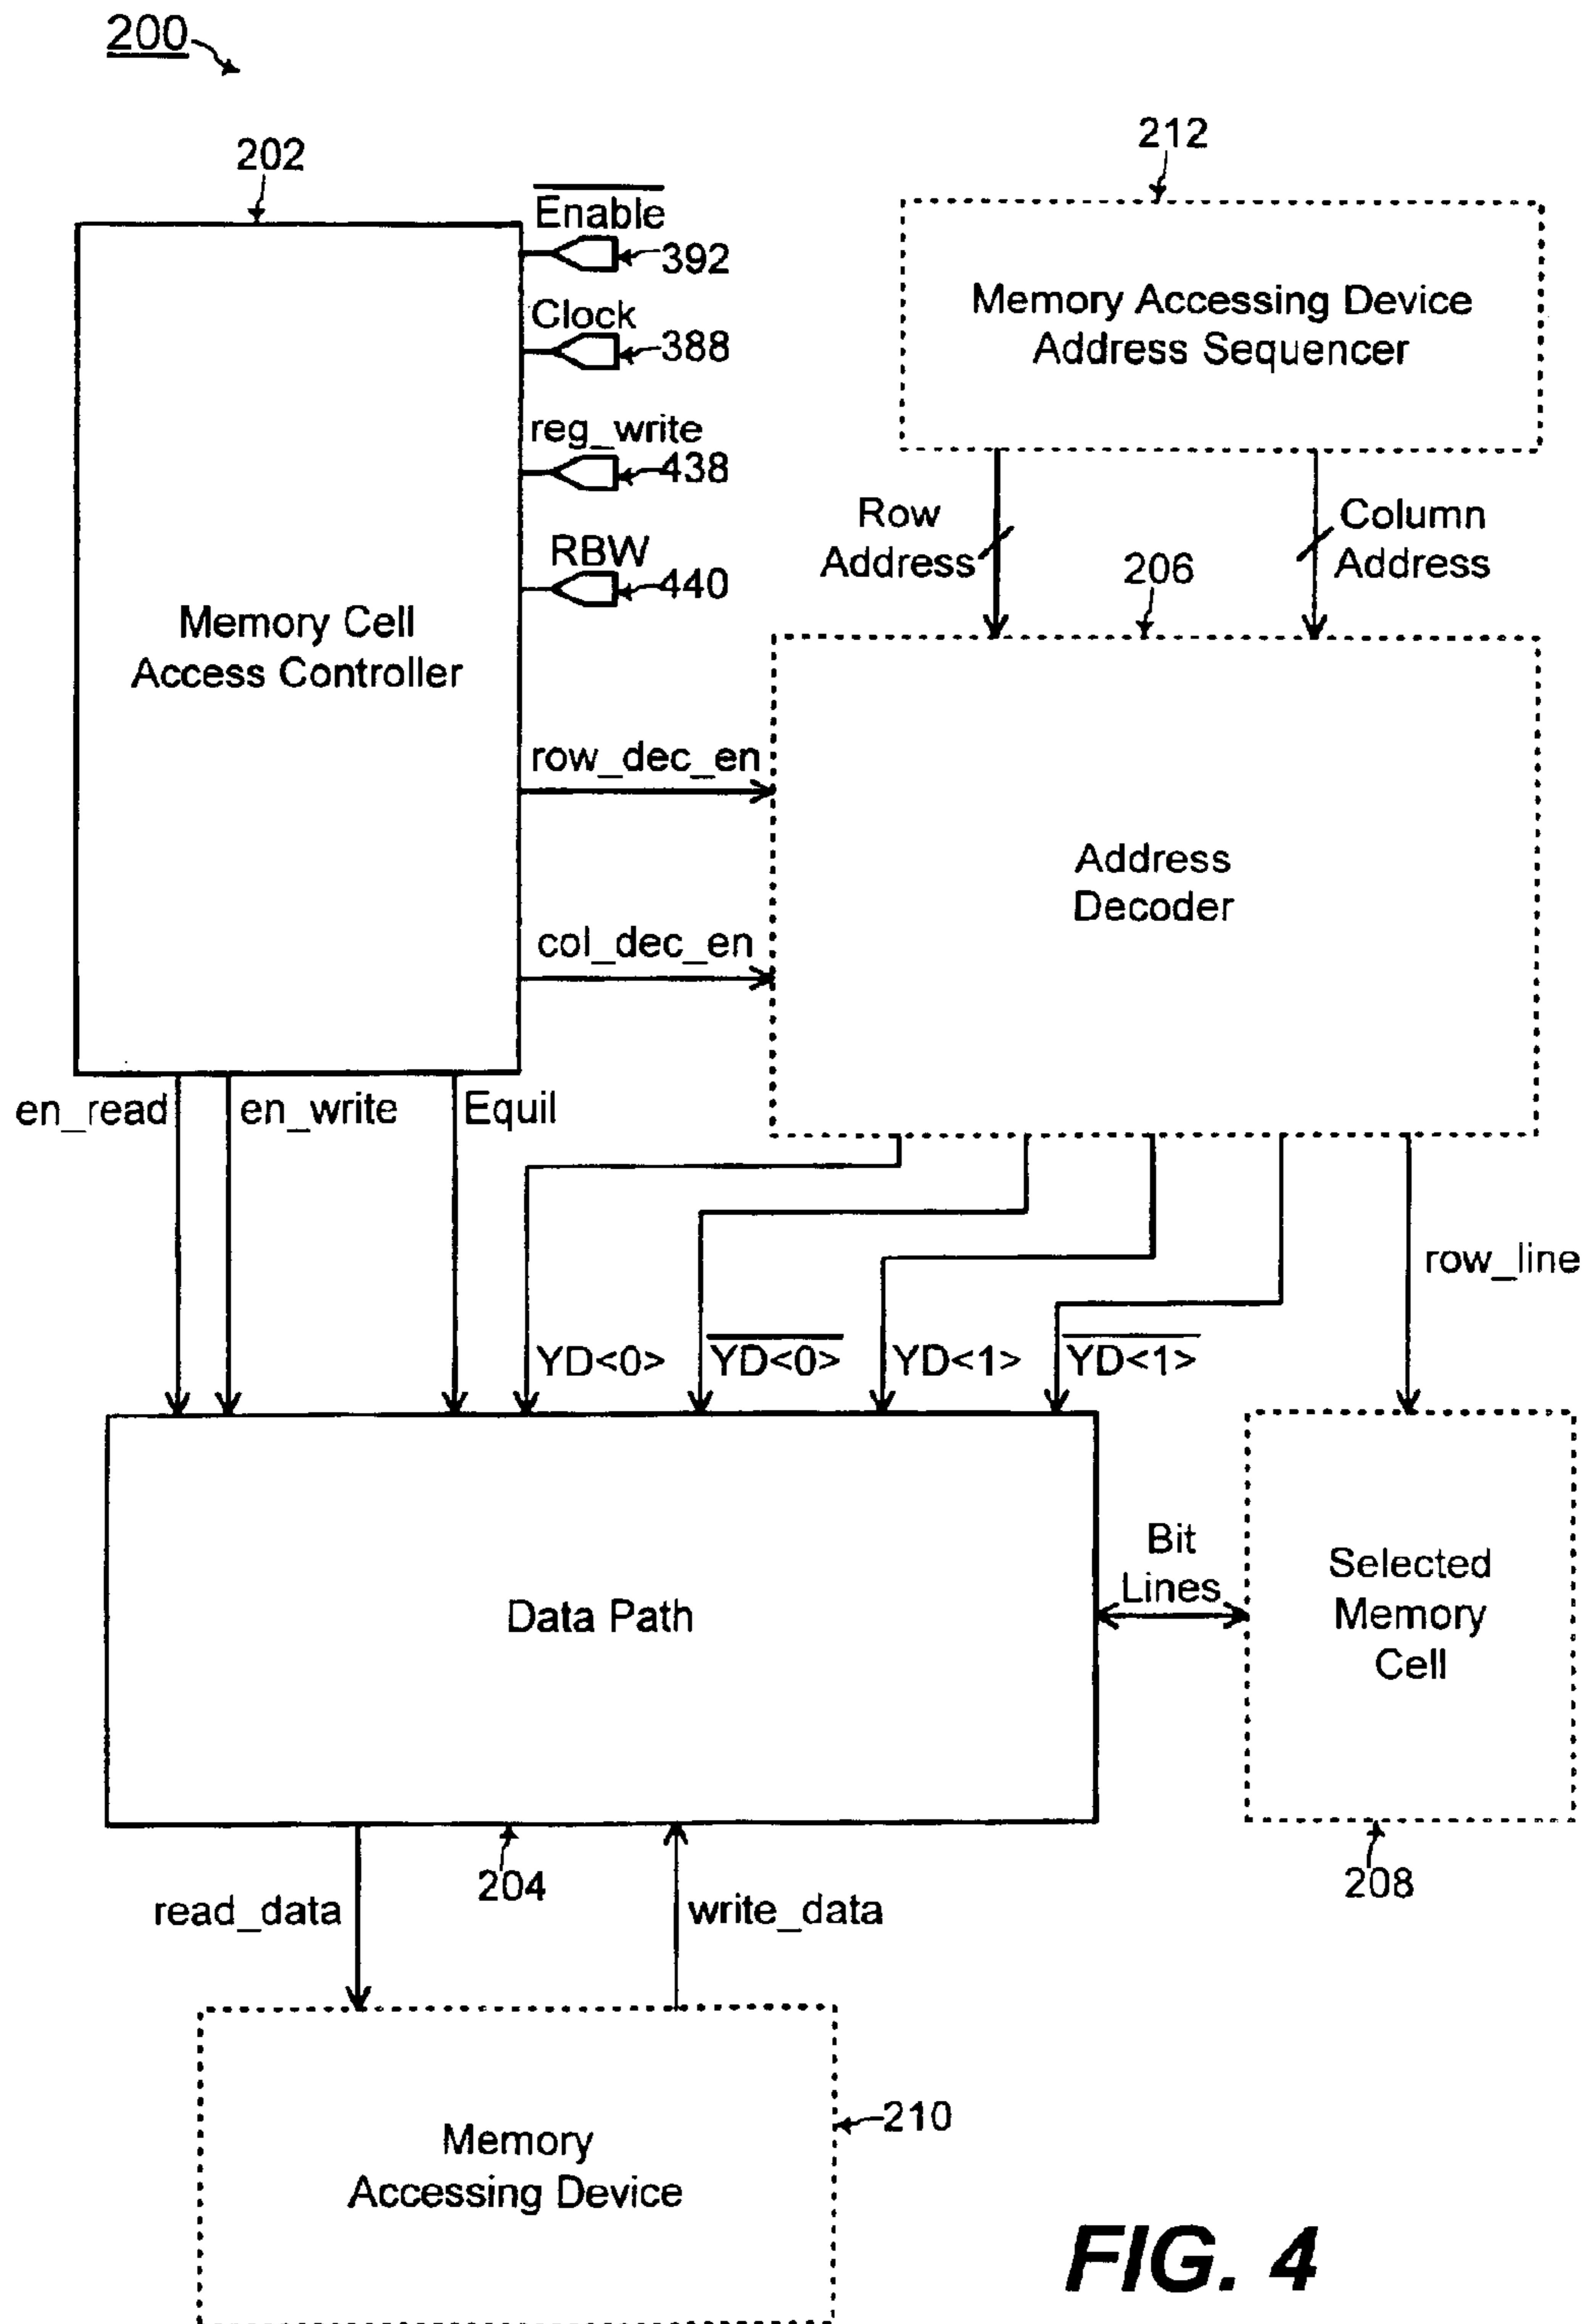 200
202
212
Enable
392
Clock
388
reg_write
438
RBW
440
Memory Cell
Access Controller
Memory Accessing Device
Address Sequencer
Row
Address
Column
Address
206
row_dec_en
col_dec_en
Address
Decoder
en_read
en_write
Equil
row_line
YD<0>
YD<0>
YD<1>
YD<1>
Data Path
Bit
Lines
Selected
Memory
Cell
204
208
read_data
write_data
210
Memory
Accessing Device
FIG. 4